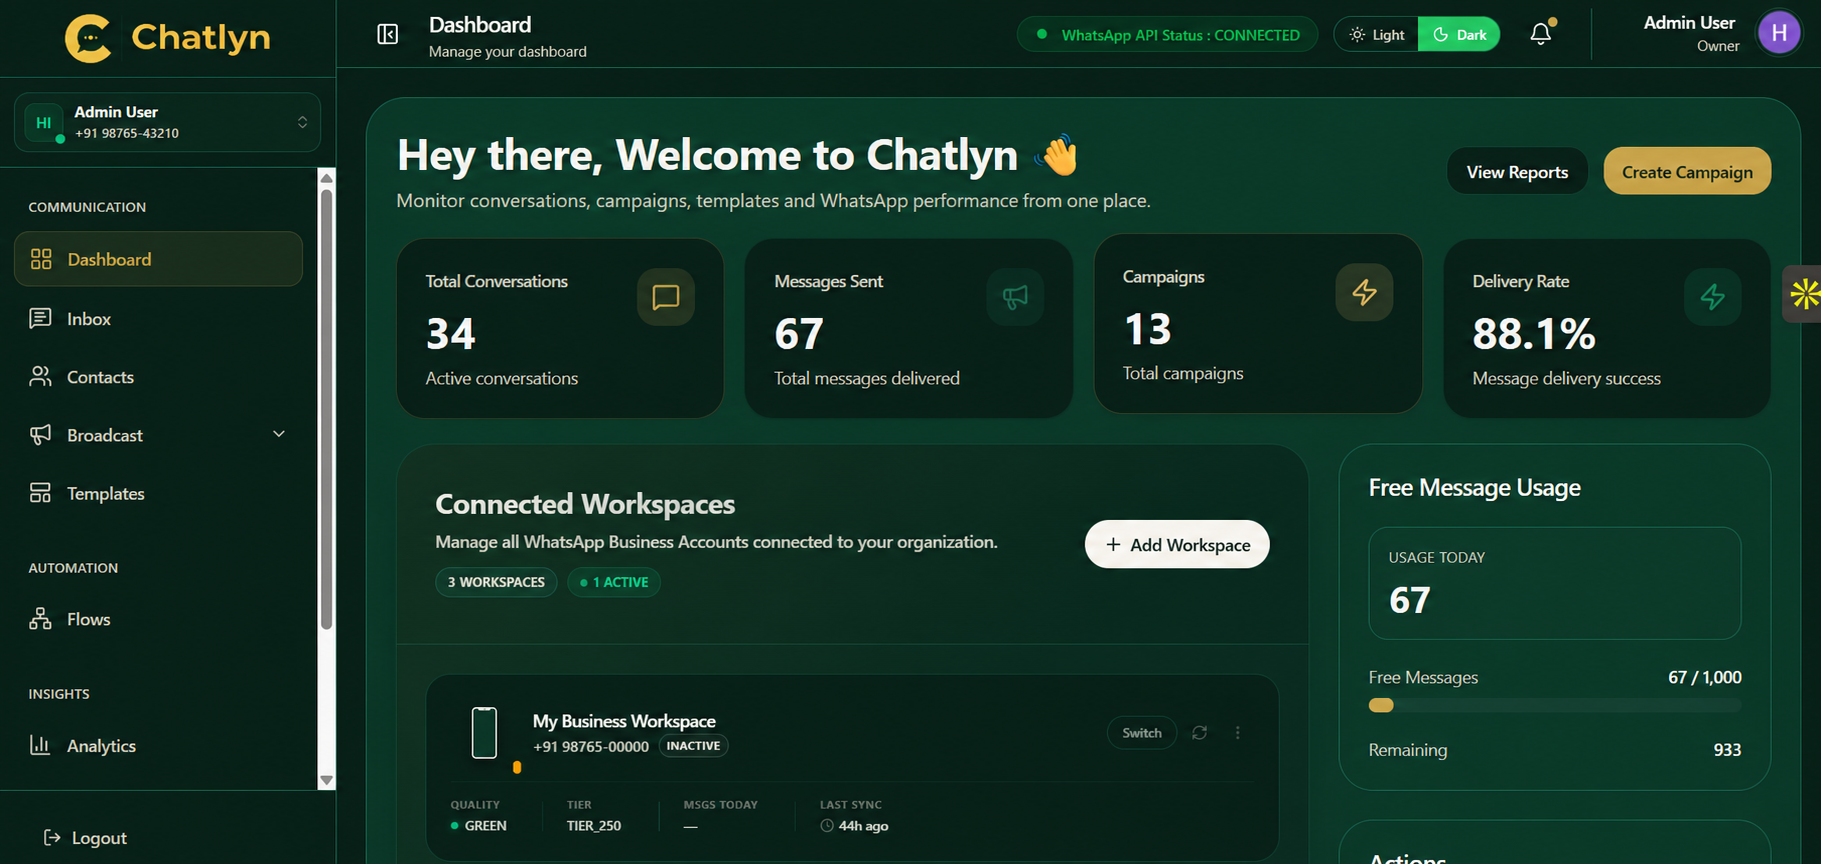 Chatlyn
Dashboard
Manage your dashboard
WhatsApp API Status : CONNECTED
Light
Dark
Admin User
Owner
H
HI
Admin User
+91 98765-43210
COMMUNICATION
Dashboard
Inbox
Contacts
Broadcast
Templates
AUTOMATION
Flows
INSIGHTS
Analytics
Logout
Hey there, Welcome to Chatlyn 👋
Monitor conversations, campaigns, templates and WhatsApp performance from one place.
View Reports
Create Campaign
Total Conversations
34
Active conversations
Messages Sent
67
Total messages delivered
Campaigns
13
Total campaigns
Delivery Rate
88.1%
Message delivery success
Connected Workspaces
Manage all WhatsApp Business Accounts connected to your organization.
3 WORKSPACES
1 ACTIVE
+ Add Workspace
My Business Workspace
+91 98765-00000
INACTIVE
Switch
QUALITY
GREEN
TIER
TIER_250
MSGS TODAY
—
LAST SYNC
44h ago
Free Message Usage
USAGE TODAY
67
Free Messages
67 / 1,000
Remaining
933
Actions